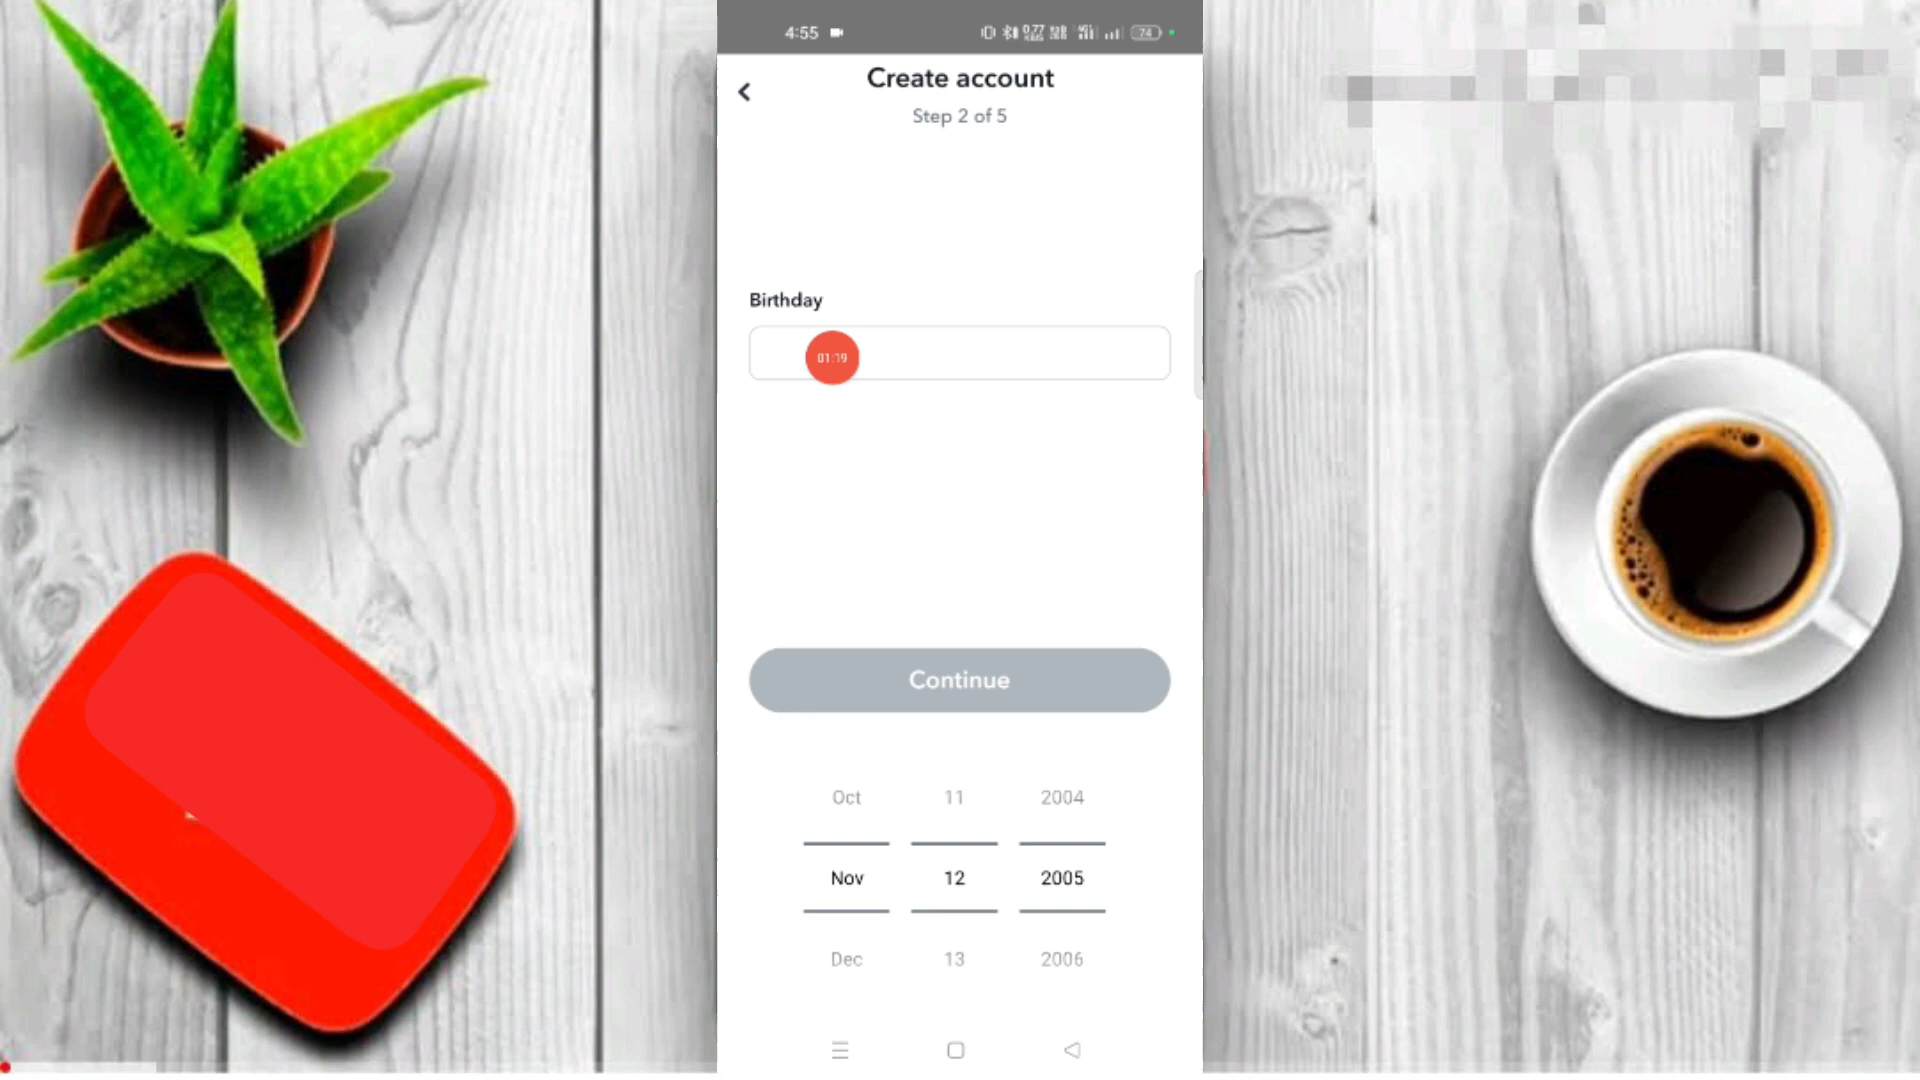 4:55
74
Create account
Step 2 of 5
Birthday
01:19
Continue
Oct 11 2004
Nov 12 2005
Dec 13 2006